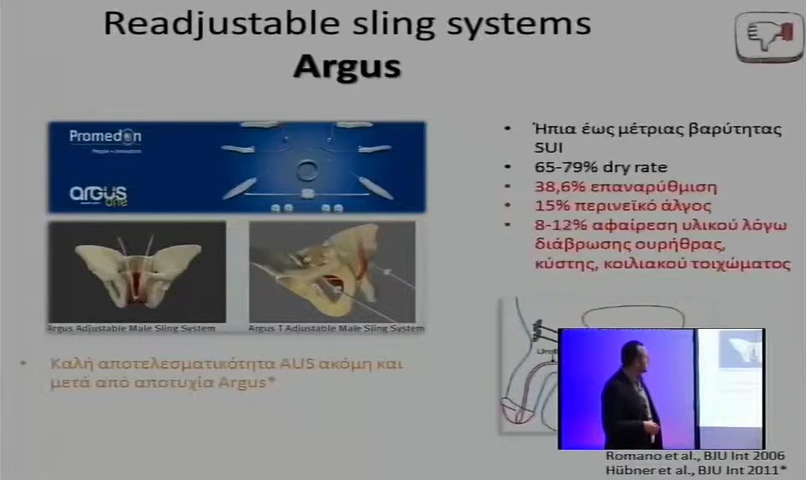 Readjustable sling systems
Argus
Promedon
argus
one
Argus Adjustable Male Sling System
Argus T Adjustable Male Sling System
• Καλή αποτελεσματικότητα AUS ακόμη και
μετά από αποτυχία Argus*
• Ήπια έως μέτριας βαρύτητας
SUI
• 65-79% dry rate
• 38,6% επαναρύθμιση
• 15% περινεϊκό άλγος
• 8-12% αφαίρεση υλικού λόγω
διάβρωσης ουρήθρας,
κύστης, κοιλιακού τοιχώματος
Romano et al., BJU Int 2006
Hübner et al., BJU Int 2011*